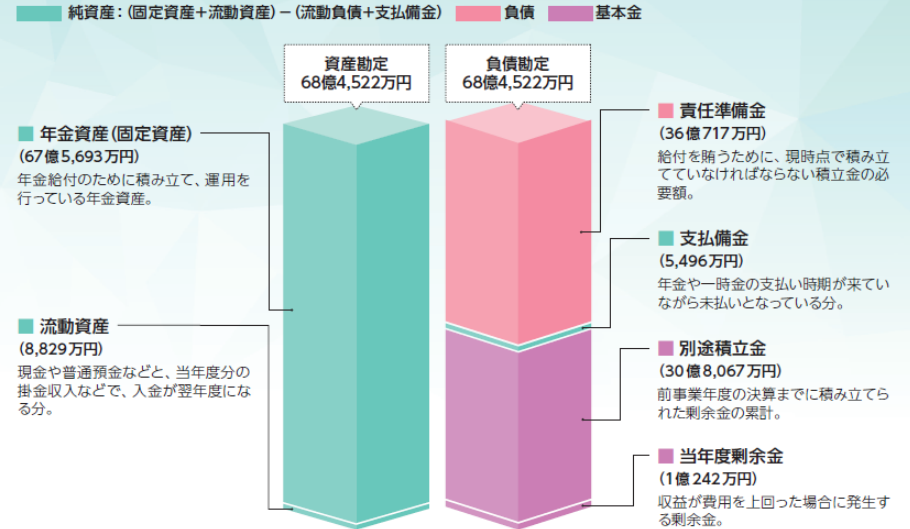 純資産：(固定資産＋流動資産)－(流動負債＋支払備金)
負債
基本金
資産勘定
68億4,522万円
負債勘定
68億4,522万円
年金資産(固定資産)
(67億5,693万円)
年金給付のために積み立て、運用を
行っている年金資産。
流動資産
(8,829万円)
現金や普通預金などと、当年度分の
掛金収入などで、入金が翌年度にな
る分。
責任準備金
(36億717万円)
給付を賄うために、現時点で積み立
てていなければならない積立金の必
要額。
支払備金
(5,496万円)
年金や一時金の支払い時期が来てい
ながら未払いとなっている分。
別途積立金
(30億8,067万円)
前事業年度の決算までに積み立てら
れた剰余金の累計。
当年度剰余金
(1億242万円)
収益が費用を上回った場合に発生す
る剰余金。